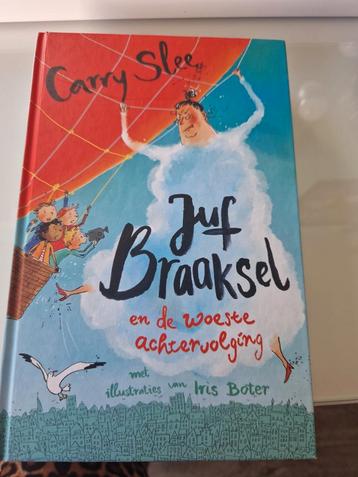 Carry Slee
Juf
Braaksel
en de woeste
achtervolging
met
illustraties van Iris Boter